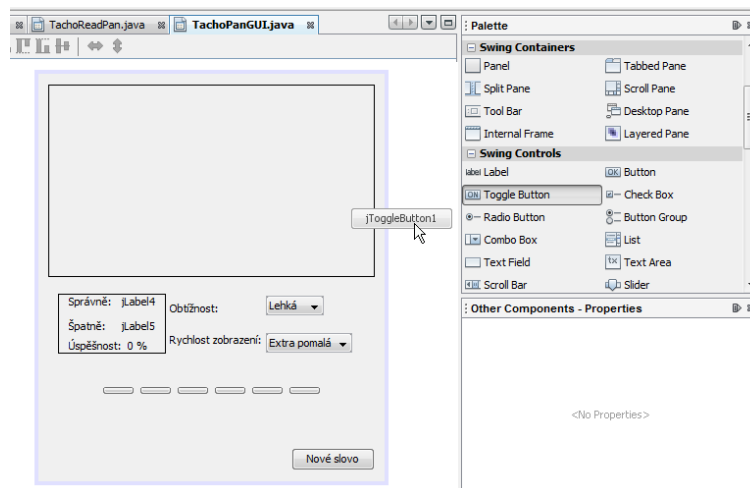 TachoReadPan.java TachoPanGUI.java
Palette
Swing Containers
Panel Tabbed Pane
Split Pane Scroll Pane
Tool Bar Desktop Pane
Internal Frame Layered Pane
Swing Controls
label Label OK Button
ON Toggle Button Check Box
Radio Button Button Group
Combo Box List
Text Field Text Area
Scroll Bar Slider
Other Components - Properties
<No Properties>
jToggleButton1
Správně: jLabel4
Špatně: jLabel5
Úspěšnost: 0 %
Obtížnost: Lehká
Rychlost zobrazení: Extra pomalá
Nové slovo